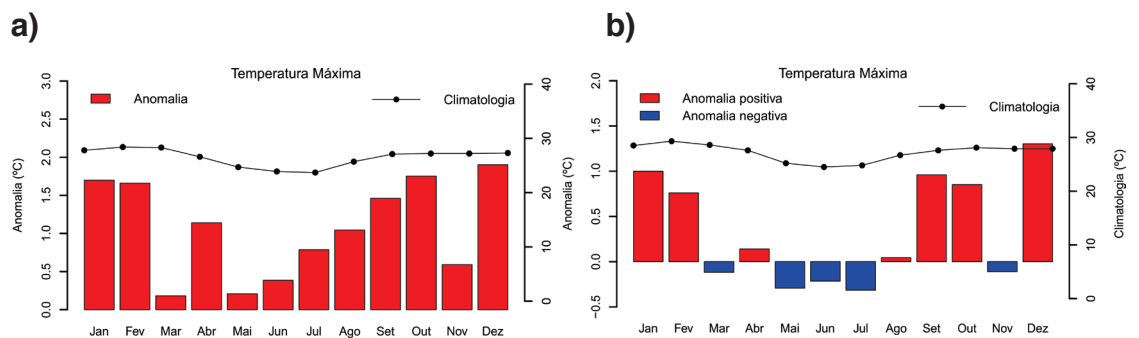 a)
Temperatura Máxima
Anomalia
Climatologia
Anomalia (ºC)
3.0
2.5
2.0
1.5
1.0
0.5
0.0
40
30
20
10
0
Jan Fev Mar Abr Mai Jun Jul Ago Set Out Nov Dez
b)
Temperatura Máxima
Anomalia positiva
Anomalia negativa
Climatologia
Anomalia (ºC)
2.0
1.5
1.0
0.5
0.0
−0.5
40
30
20
10
0
Climatologia (ºC)
Jan Fev Mar Abr Mai Jun Jul Ago Set Out Nov Dez